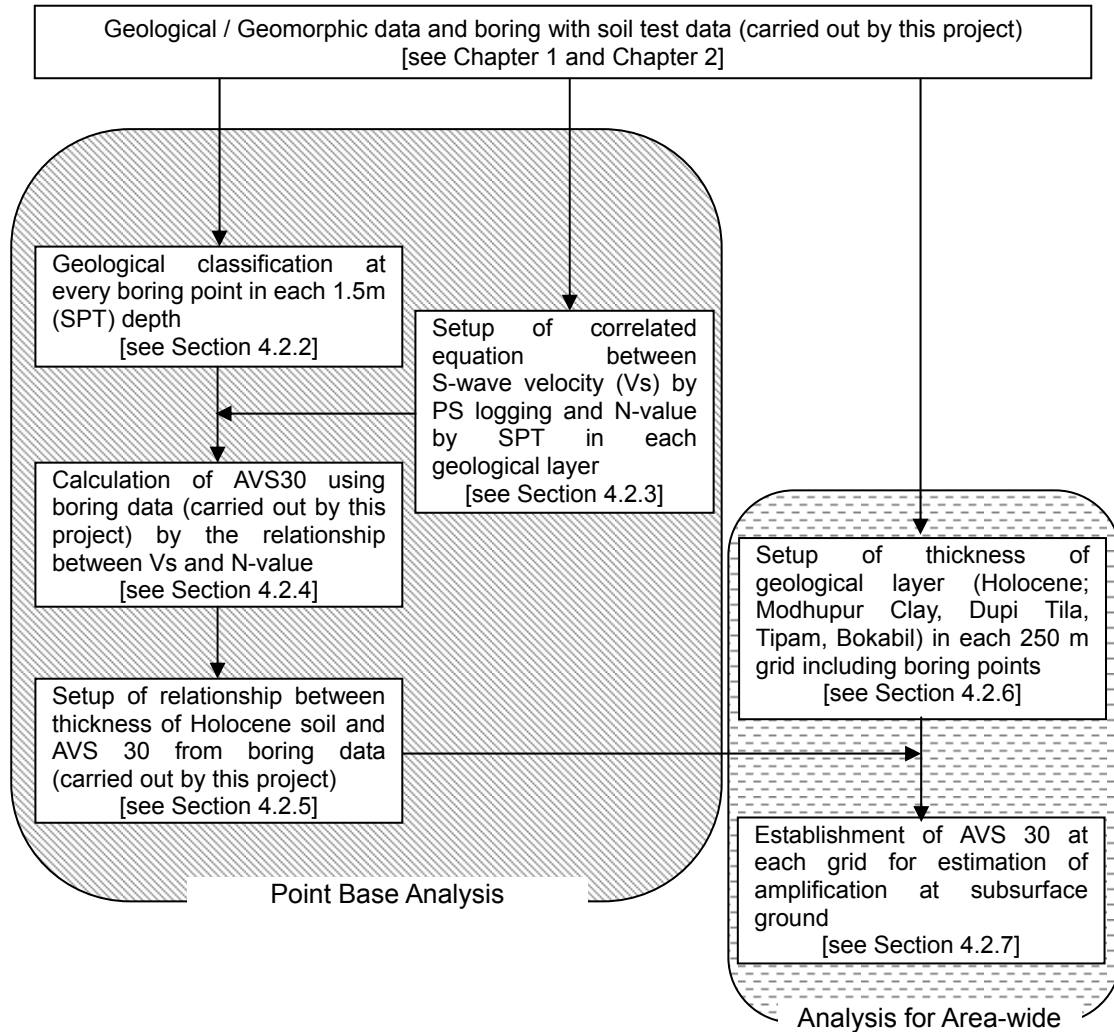 Geological / Geomorphic data and boring with soil test data (carried out by this project)
[see Chapter 1 and Chapter 2]
Geological classification at
every boring point in each 1.5m
(SPT) depth
[see Section 4.2.2]
Setup of correlated
equation between
S-wave velocity (Vs) by
PS logging and N-value
by SPT in each
geological layer
[see Section 4.2.3]
Calculation of AVS30 using
boring data (carried out by this
project) by the relationship
between Vs and N-value
[see Section 4.2.4]
Setup of relationship between
thickness of Holocene soil and
AVS 30 from boring data
(carried out by this project)
[see Section 4.2.5]
Point Base Analysis
Setup of thickness of
geological layer (Holocene;
Modhupur Clay, Dupi Tila,
Tipam, Bokabil) in each 250 m
grid including boring points
[see Section 4.2.6]
Establishment of AVS 30 at
each grid for estimation of
amplification at subsurface
ground
[see Section 4.2.7]
Analysis for Area-wide